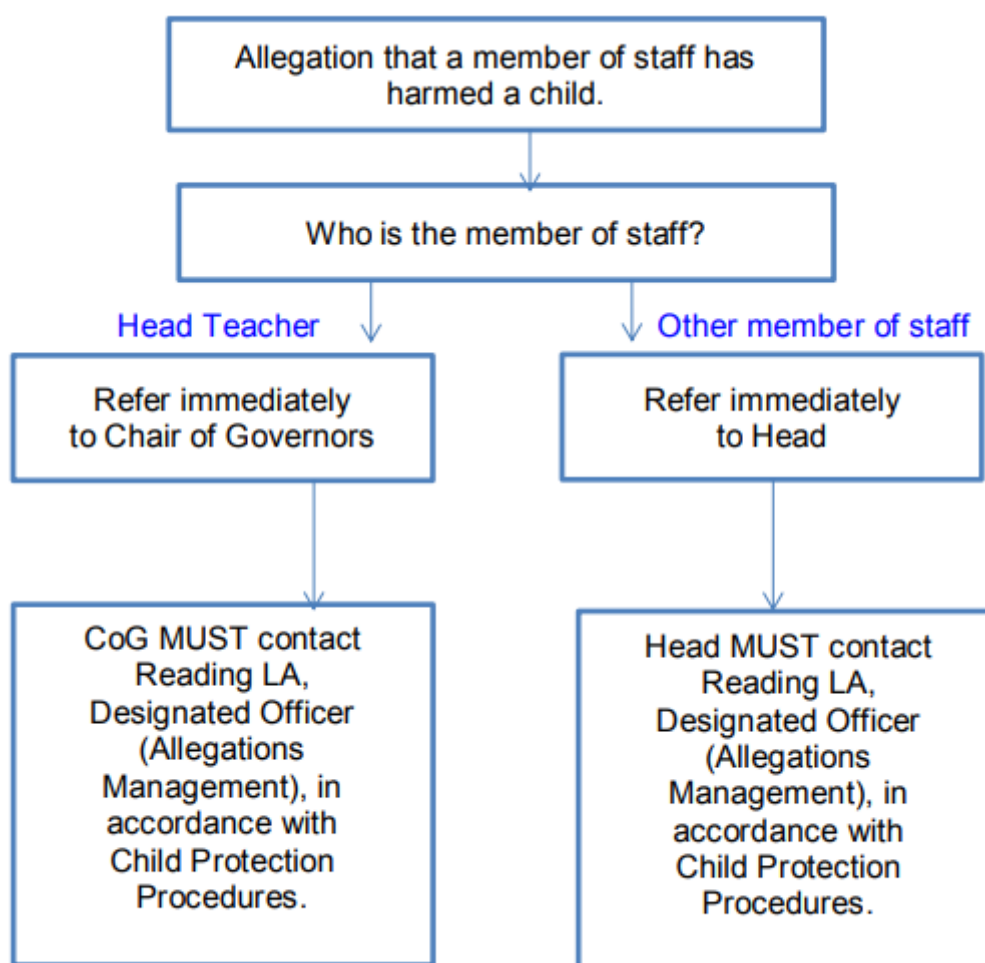 Allegation that a member of staff has
harmed a child.
Who is the member of staff?
Head Teacher
Other member of staff
Refer immediately
to Chair of Governors
Refer immediately
to Head
CoG MUST contact
Reading LA,
Designated Officer
(Allegations
Management), in
accordance with
Child Protection
Procedures.
Head MUST contact
Reading LA,
Designated Officer
(Allegations
Management), in
accordance with
Child Protection
Procedures.